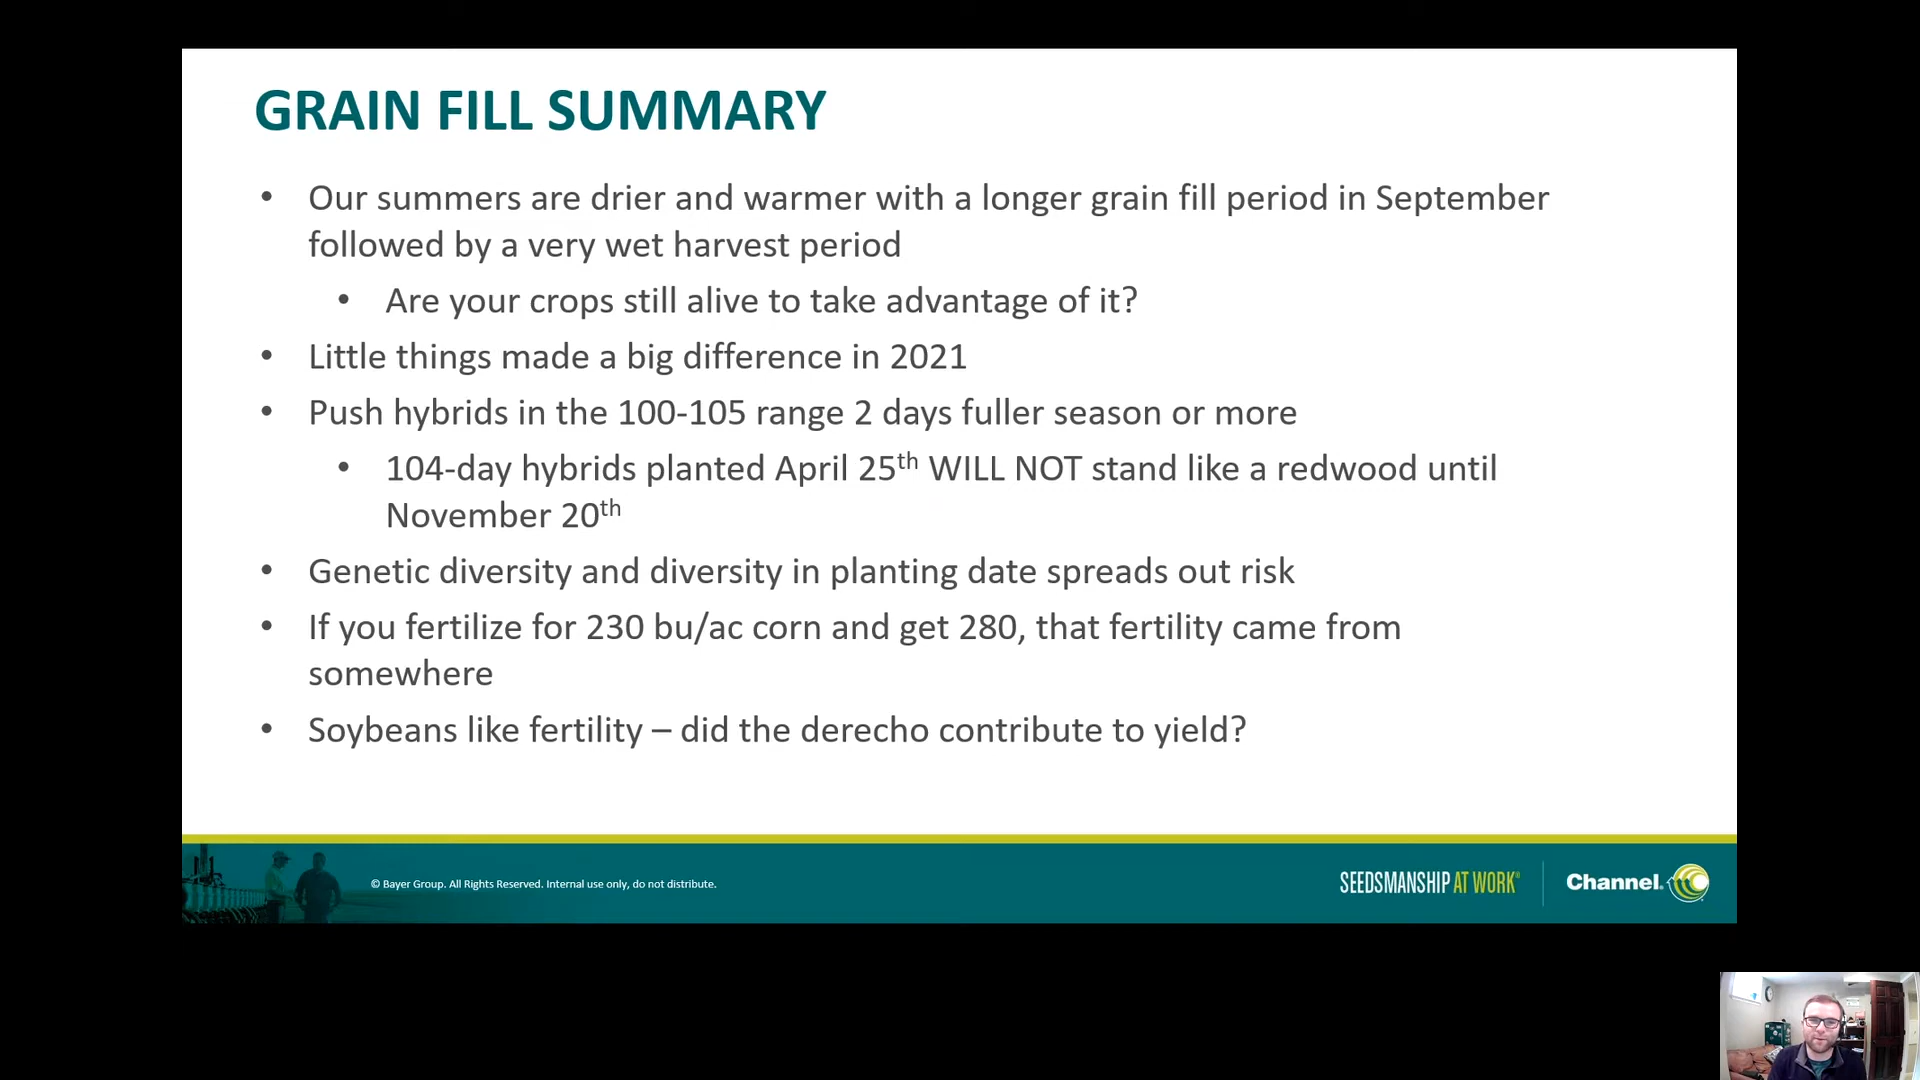 GRAIN FILL SUMMARY
• Our summers are drier and warmer with a longer grain fill period in September
followed by a very wet harvest period
• Are your crops still alive to take advantage of it?
• Little things made a big difference in 2021
• Push hybrids in the 100-105 range 2 days fuller season or more
• 104-day hybrids planted April 25th WILL NOT stand like a redwood until
November 20th
• Genetic diversity and diversity in planting date spreads out risk
• If you fertilize for 230 bu/ac corn and get 280, that fertility came from
somewhere
• Soybeans like fertility – did the derecho contribute to yield?
© Bayer Group. All Rights Reserved. Internal use only, do not distribute.
SEEDSMANSHIP AT WORK®
Channel.